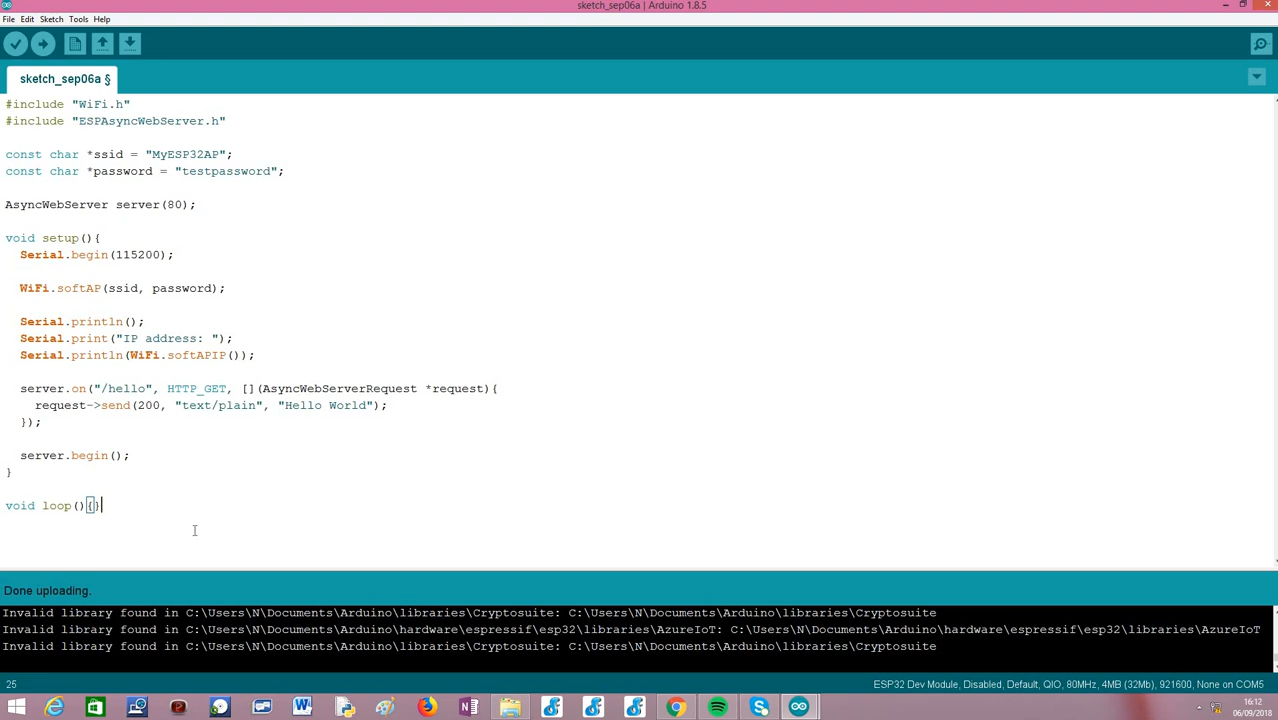 sketch_sep06a | Arduino 1.8.5
File Edit Sketch Tools Help
sketch_sep06a §
#include "WiFi.h"
#include "ESPAsyncWebServer.h"
const char *ssid = "MyESP32AP";
const char *password = "testpassword";
AsyncWebServer server(80);
void setup(){
Serial.begin(115200);
WiFi.softAP(ssid, password);
Serial.println();
Serial.print("IP address: ");
Serial.println(WiFi.softAPIP());
server.on("/hello", HTTP_GET, [](AsyncWebServerRequest *request){
request->send(200, "text/plain", "Hello World");
});
server.begin();
}
void loop(){}
Done uploading.
Invalid library found in C:\Users\N\Documents\Arduino\libraries\Cryptosuite: C:\Users\N\Documents\Arduino\libraries\Cryptosuite
Invalid library found in C:\Users\N\Documents\Arduino\hardware\espressif\esp32\libraries\AzureIoT: C:\Users\N\Documents\Arduino\hardware\espressif\esp32\libraries\AzureIoT
Invalid library found in C:\Users\N\Documents\Arduino\libraries\Cryptosuite: C:\Users\N\Documents\Arduino\libraries\Cryptosuite
25
ESP32 Dev Module, Disabled, Default, QIO, 80MHz, 4MB (32Mb), 921600, None on COM5
16:12
06/09/2018